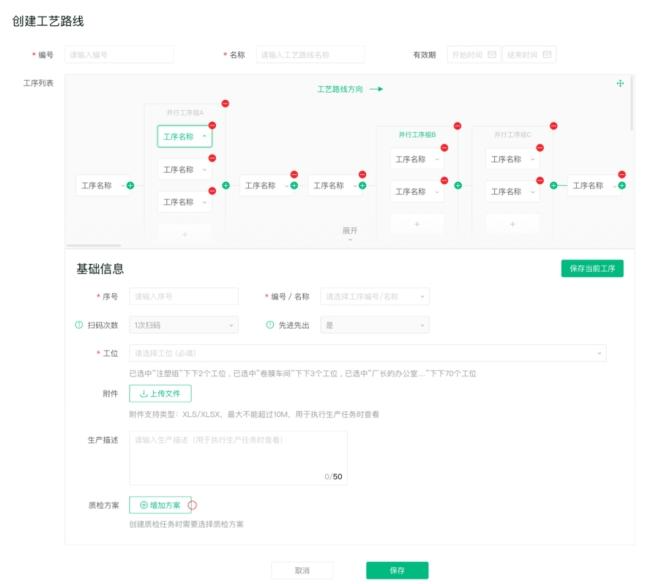 创建工艺路线
* 编号 请输入编号 * 名称 请输入工艺路线名称 有效期 开始时间 结束时间
工序列表
工艺路线方向
并行工序组A
并行工序组B
并行工序组C
工序名称
工序名称 工序名称
工序名称
工序名称 工序名称 工序名称 工序名称
工序名称 工序名称
工序名称
展开
基础信息 保存当前工序
* 序号 请输入序号 * 编号 / 名称 请选择工序编号/名称
扫码次数 1次扫码 先进先出 是
* 工位 请选择工位 (必填)
已选中"注塑组"下下2个工位，已选中"卷膜车间"下下3个工位，已选中"厂长的办公室..."下下70个工位
附件 上传文件
附件支持类型：XLS/XLSX，最大不能超过10M，用于执行生产任务时查看
生产描述 请输入生产描述（用于执行生产任务时查看）
0/50
质检方案 增加方案
创建质检任务时需要选择质检方案
取消 保存